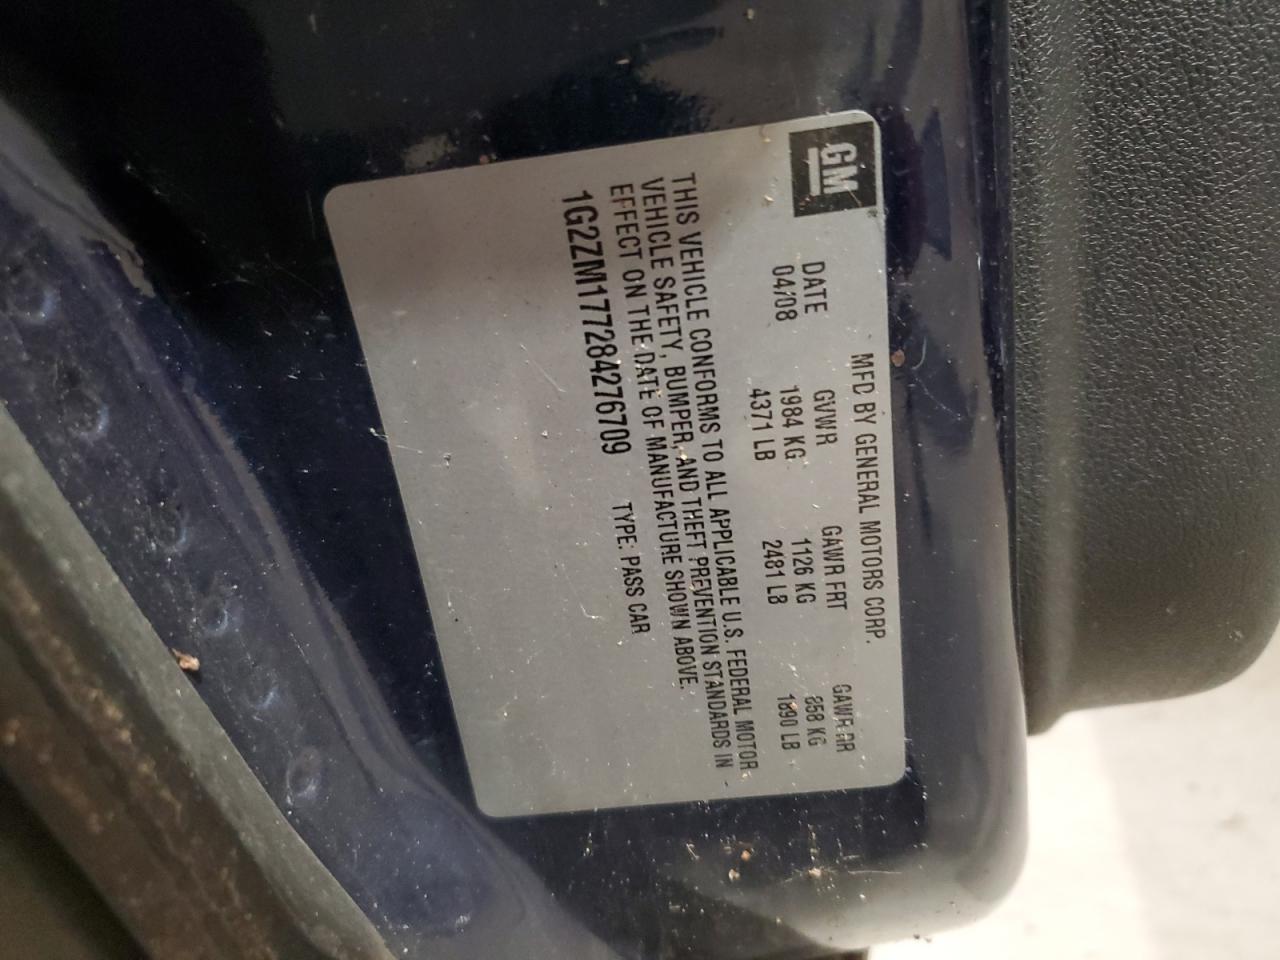 GM
MFD BY GENERAL MOTORS CORP.
DATE GVWR GAWR FRT GAWR RR
04/08 1984 KG 1126 KG 858 KG
4371 LB 2481 LB 1890 LB
THIS VEHICLE CONFORMS TO ALL APPLICABLE U.S. FEDERAL MOTOR
VEHICLE SAFETY, BUMPER, AND THEFT PREVENTION STANDARDS IN
EFFECT ON THE DATE OF MANUFACTURE SHOWN ABOVE.
1G2ZM177284276709 TYPE: PASS CAR